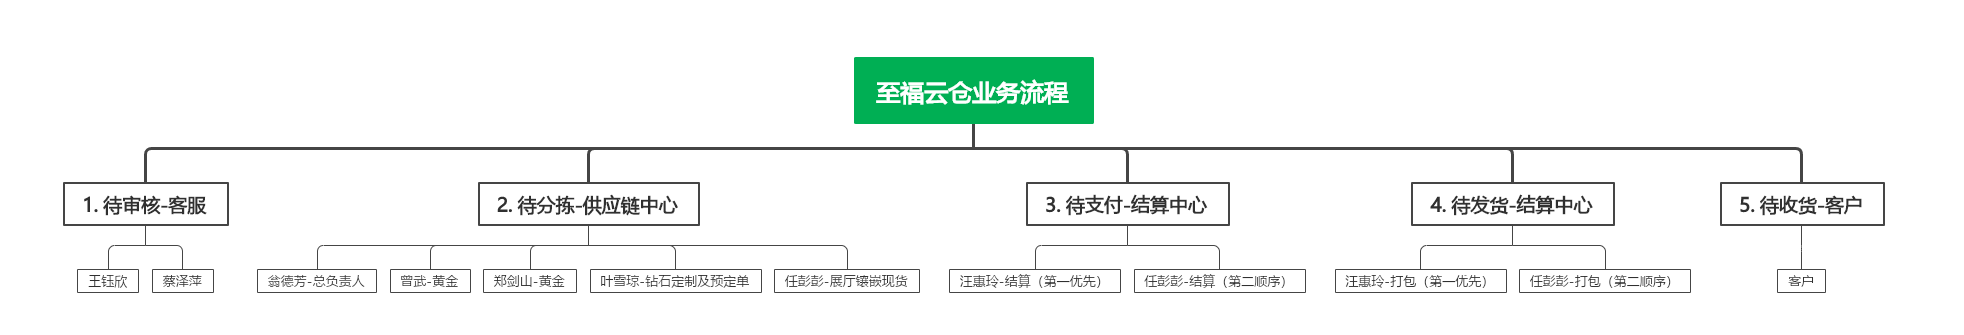 至福云仓业务流程
1. 待审核-客服
2. 待分拣-供应链中心
3. 待支付-结算中心
4. 待发货-结算中心
5. 待收货-客户
王钰欣
蔡泽萍
翁德芳-总负责人
曾武-黄金
郑剑山-黄金
叶雪琼-钻石定制及预定单
任彭彭-展厅镶嵌现货
汪惠玲-结算（第一优先）
任彭彭-结算（第二顺序）
汪惠玲-打包（第一优先）
任彭彭-打包（第二顺序）
客户